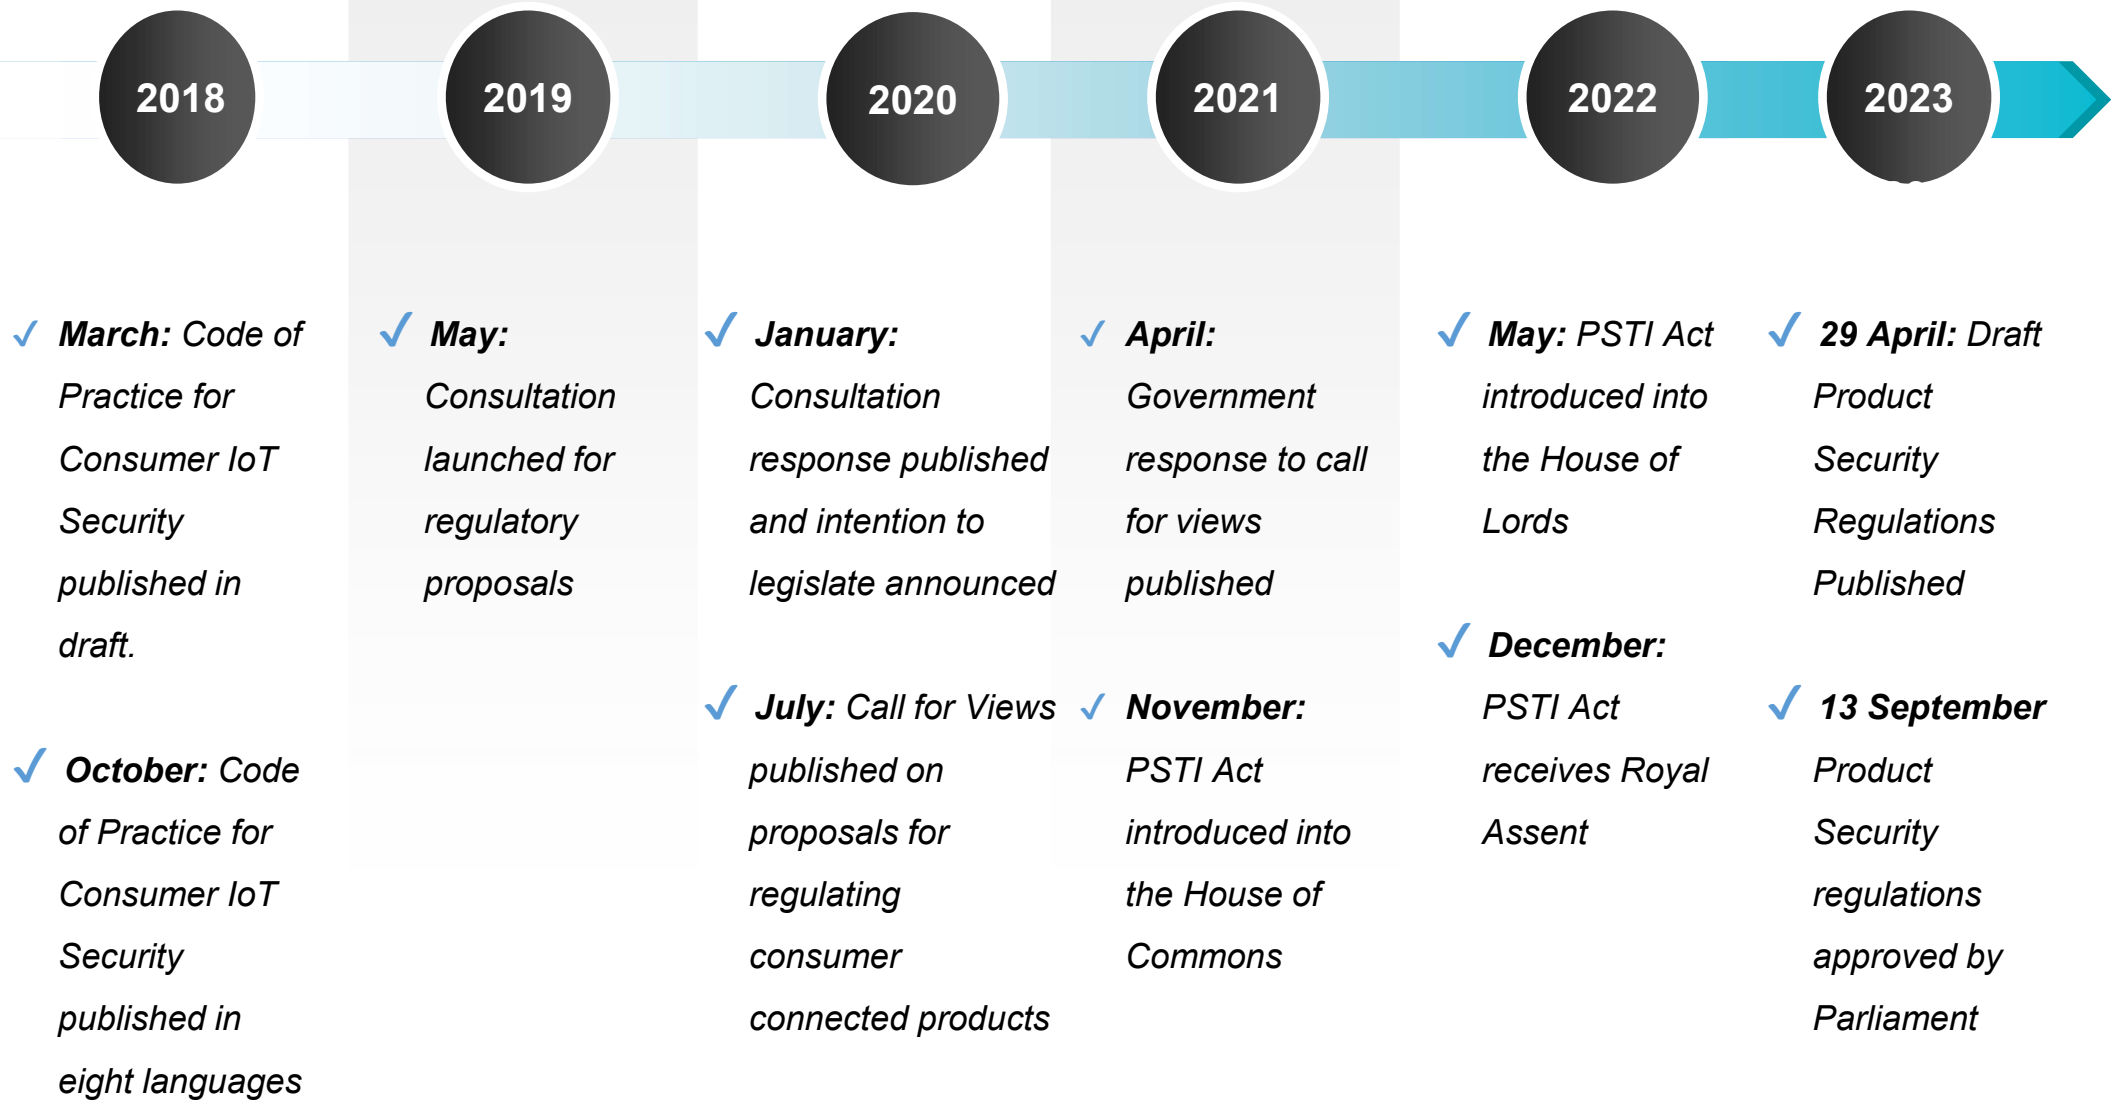 2018
2019
2020
2021
2022
2023
March: Code of
Practice for
Consumer IoT
Security
published in
draft.
October: Code
of Practice for
Consumer IoT
Security
published in
eight languages
May:
Consultation
launched for
regulatory
proposals
January:
Consultation
response published
and intention to
legislate announced
July: Call for Views
published on
proposals for
regulating
consumer
connected products
April:
Government
response to call
for views
published
November:
PSTI Act
introduced into
the House of
Commons
May: PSTI Act
introduced into
the House of
Lords
December:
PSTI Act
receives Royal
Assent
29 April: Draft
Product
Security
Regulations
Published
13 September
Product
Security
regulations
approved by
Parliament